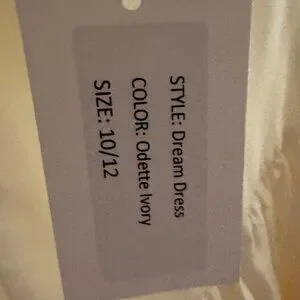 STYLE: Dream Dress
COLOR: Odette Ivory
SIZE: 10/12